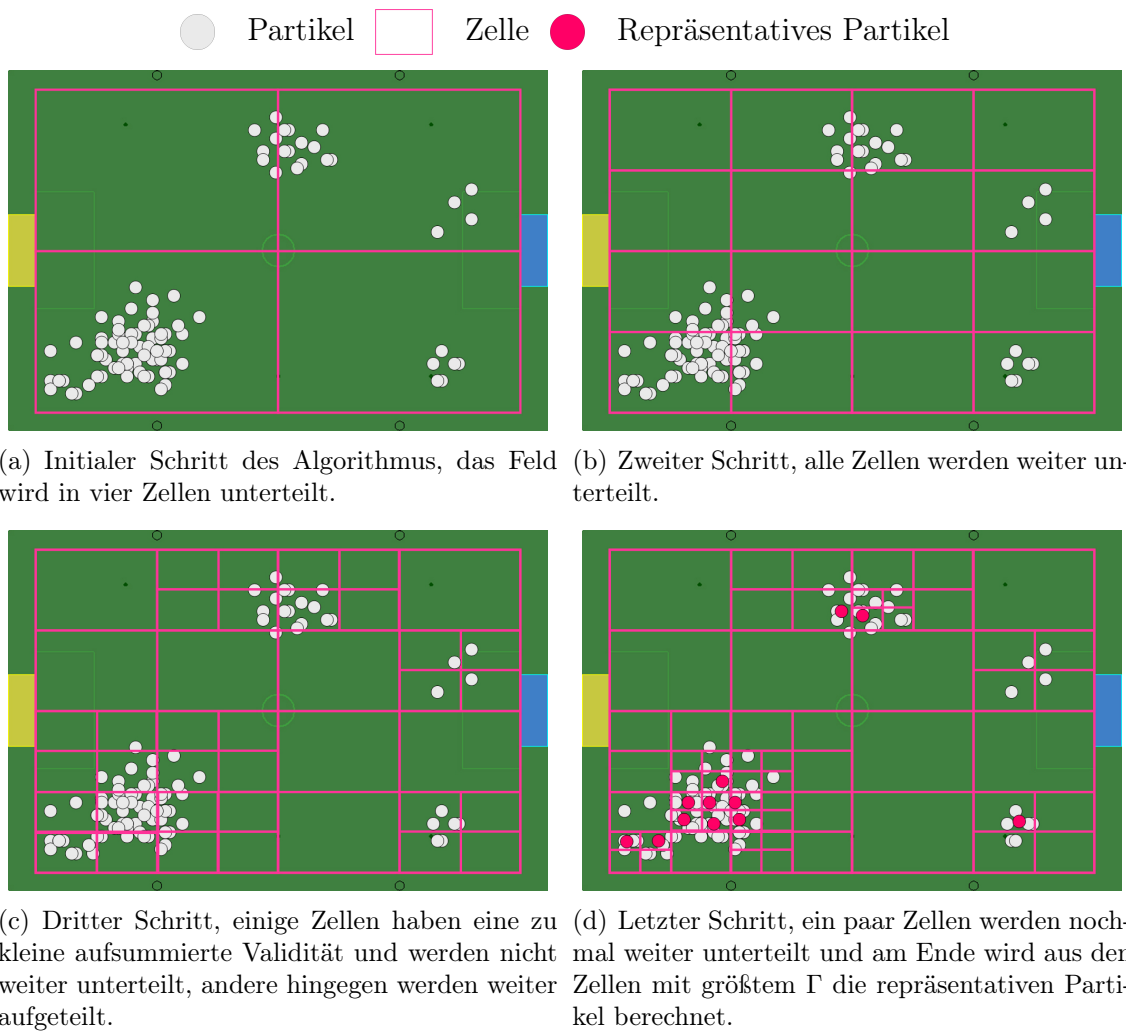 Partikel Zelle Repräsentatives Partikel
(a) Initialer Schritt des Algorithmus, das Feld
wird in vier Zellen unterteilt.
(b) Zweiter Schritt, alle Zellen werden weiter un-
terteilt.
(c) Dritter Schritt, einige Zellen haben eine zu
kleine aufsummierte Validität und werden nicht
weiter unterteilt, andere hingegen werden weiter
aufgeteilt.
(d) Letzter Schritt, ein paar Zellen werden noch-
mal weiter unterteilt und am Ende wird aus den
Zellen mit größtem Γ die repräsentativen Parti-
kel berechnet.